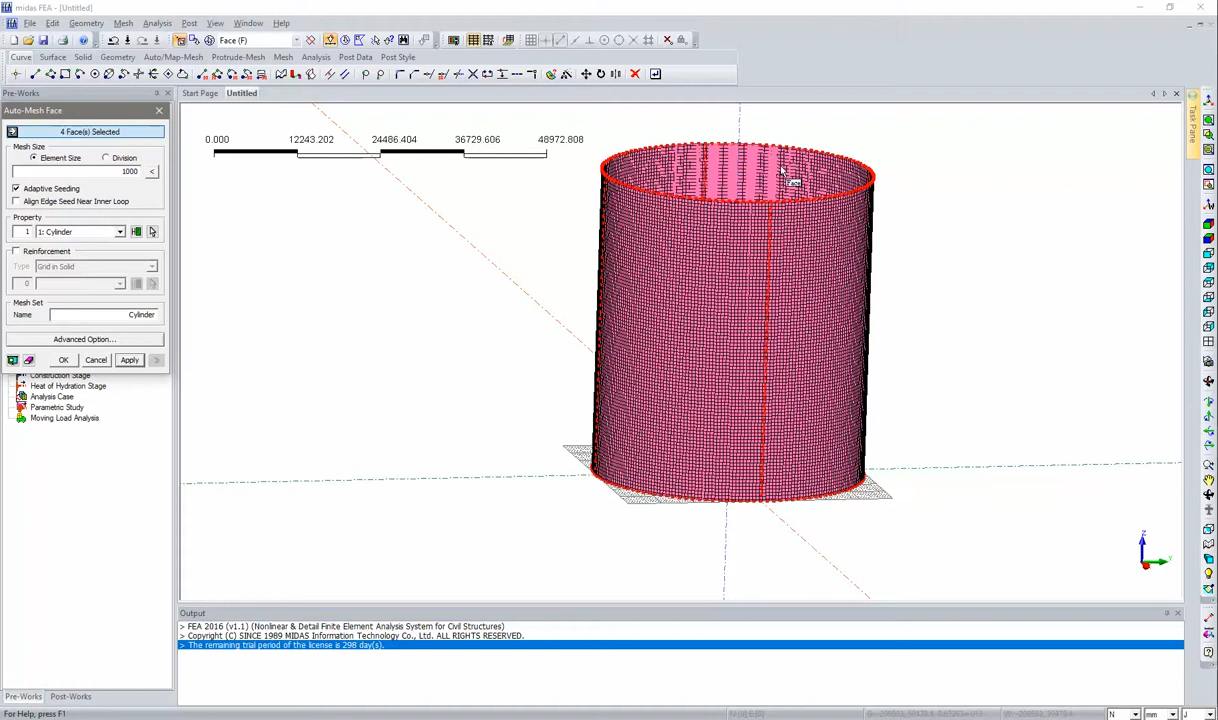 midas FEA - [Untitled]
File Edit Geometry Mesh Analysis Post View Window Help
Face (F)
Curve Surface Solid Geometry Auto/Map-Mesh Protrude-Mesh Mesh Analysis Post Data Post Style
Pre-Works
Start Page Untitled
Auto-Mesh Face
4 Face(s) Selected
Mesh Size
Element Size Division
1000 <
Adaptive Seeding
Align Edge Seed Near Inner Loop
Property
1 1: Cylinder
Reinforcement
Type Grid in Solid
0
Mesh Set
Name Cylinder
Advanced Option...
OK Cancel Apply >
Construction Stage
Heat of Hydration Stage
Analysis Case
Parametric Study
Moving Load Analysis
0.000 12243.202 24486.404 36729.606 48972.808
Face
Z
Y
Task Pane
Output
> FEA 2016 (v1.1) (Nonlinear & Detail Finite Element Analysis System for Civil Structures)
> Copyright (C) SINCE 1989 MIDAS Information Technology Co., Ltd. ALL RIGHTS RESERVED.
> The remaining trial period of the license is 298 day(s).
Pre-Works Post-Works
For Help, press F1
N mm J